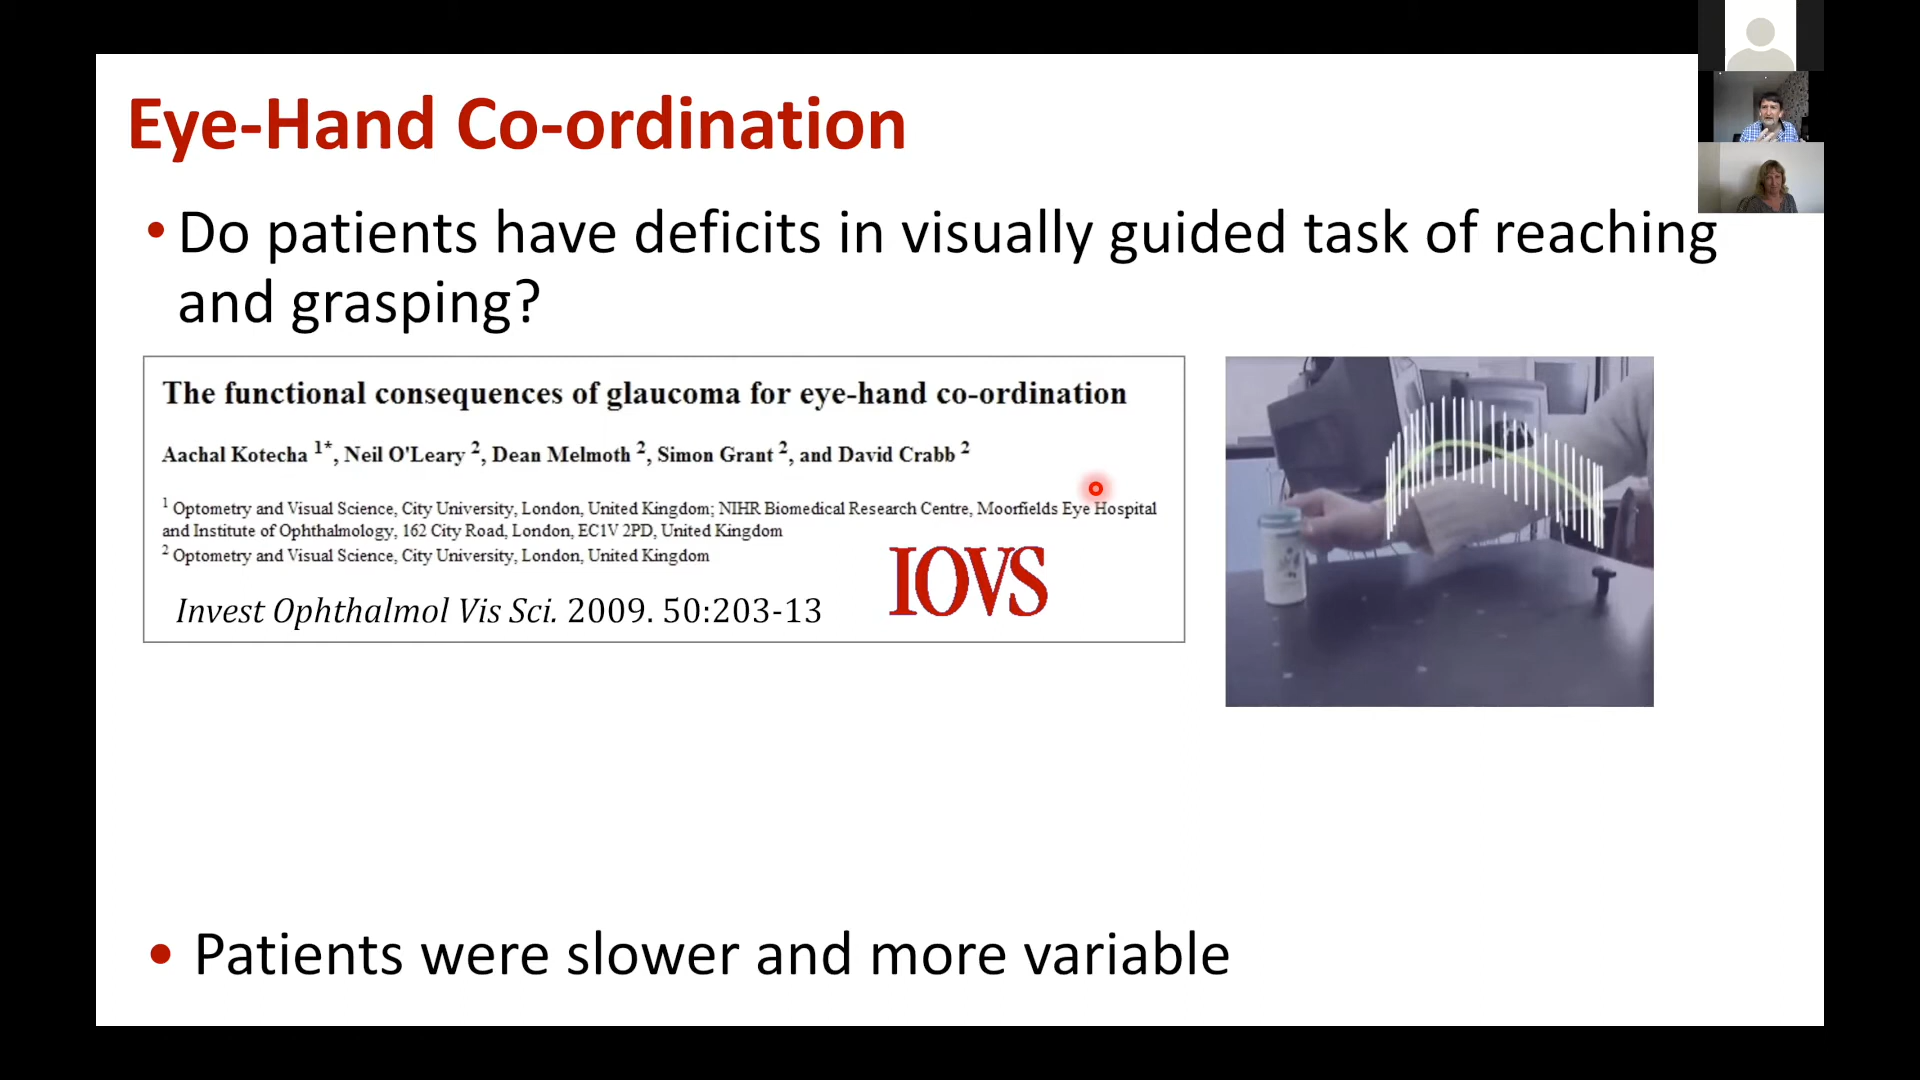 Eye-Hand Co-ordination
• Do patients have deficits in visually guided task of reaching
and grasping?
The functional consequences of glaucoma for eye-hand co-ordination
Aachal Kotecha 1*, Neil O'Leary 2, Dean Melmoth 2, Simon Grant 2, and David Crabb 2
1 Optometry and Visual Science, City University, London, United Kingdom; NIHR Biomedical Research Centre, Moorfields Eye Hospital
and Institute of Ophthalmology, 162 City Road, London, EC1V 2PD, United Kingdom
2 Optometry and Visual Science, City University, London, United Kingdom
IOVS
Invest Ophthalmol Vis Sci. 2009. 50:203-13
• Patients were slower and more variable